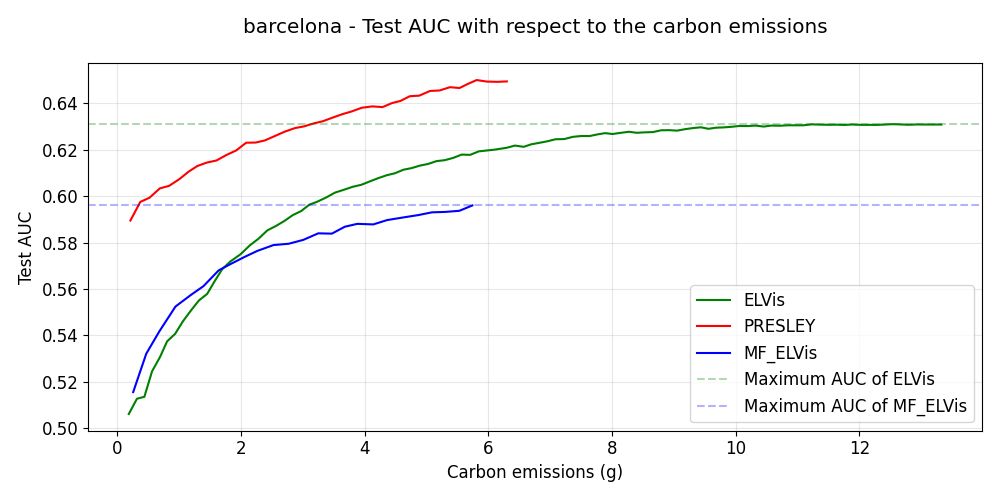 barcelona - Test AUC with respect to the carbon emissions
Test AUC
0.64
0.62
0.60
0.58
0.56
0.54
0.52
0.50
0 2 4 6 8 10 12
Carbon emissions (g)
ELVis
PRESLEY
MF_ELVis
Maximum AUC of ELVis
Maximum AUC of MF_ELVis